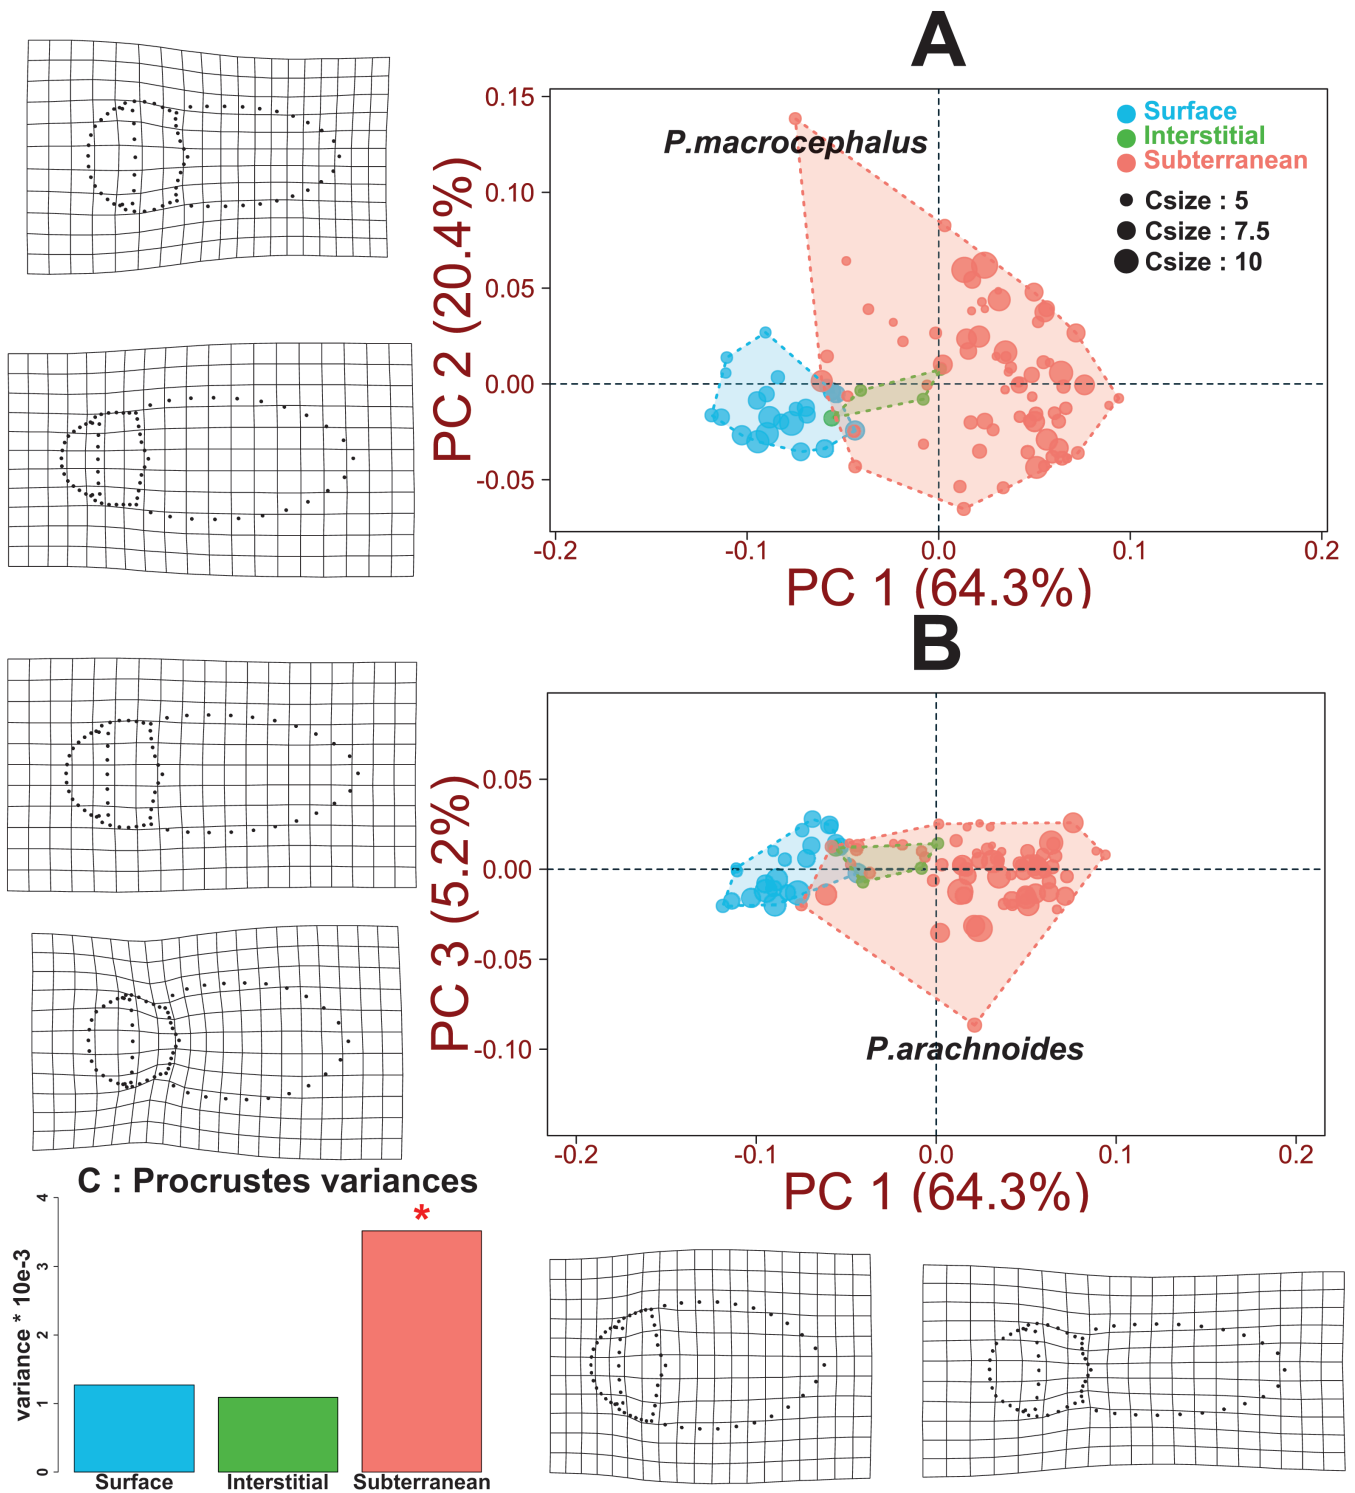 A
P.macrocephalus
Surface
Interstitial
Subterranean
Csize : 5
Csize : 7.5
Csize : 10
PC 2 (20.4%)
0.15
0.10
0.05
0.00
-0.05
-0.2 -0.1 0.0 0.1 0.2
PC 1 (64.3%)
B
PC 3 (5.2%)
0.05
0.00
-0.05
-0.10
P.arachnoides
-0.2 -0.1 0.0 0.1 0.2
PC 1 (64.3%)
C : Procrustes variances
variance * 10e-3
4
3
2
1
0
*
Surface Interstitial Subterranean